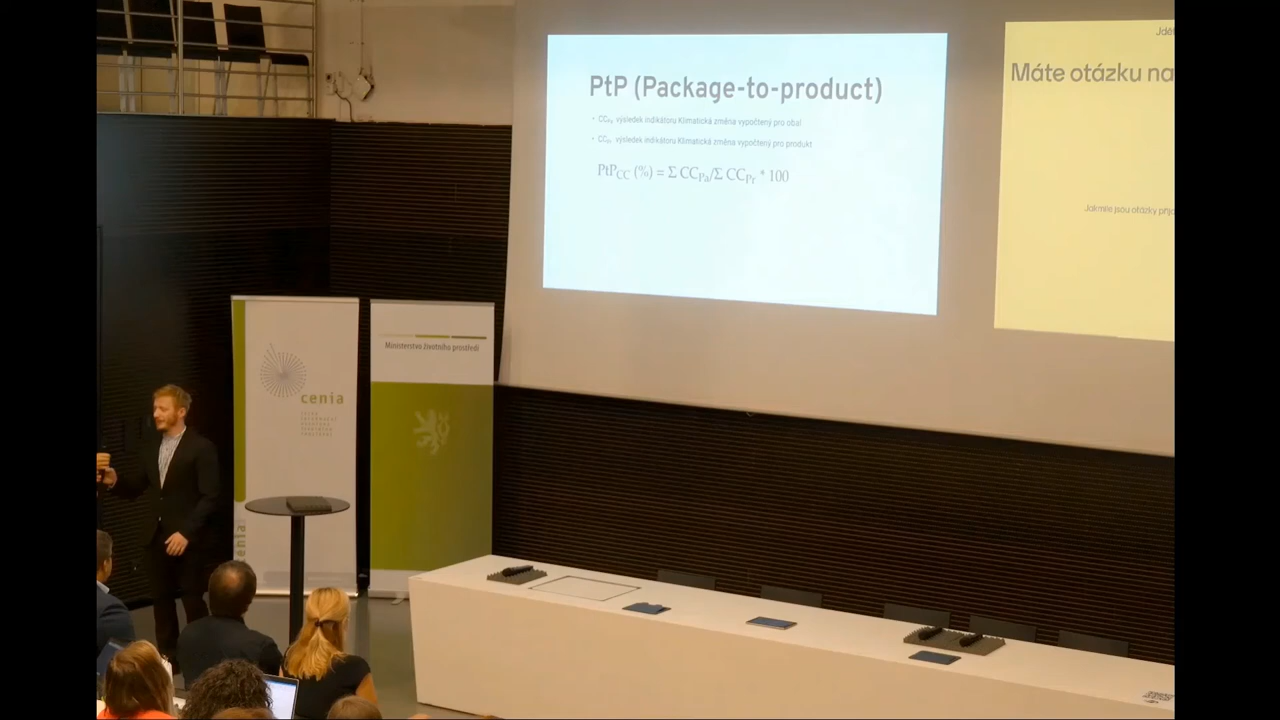 PtP (Package-to-product)
• CCPa výsledek indikátoru Klimatická změna vypočtený pro obal
• CCPr výsledek indikátoru Klimatická změna vypočtený pro produkt
PtPCC (%) = Σ CCPa/Σ CCPr * 100
Máte otázku na
Jakmile jsou otázky
cenia
Ministerstvo životního prostředí
cenia